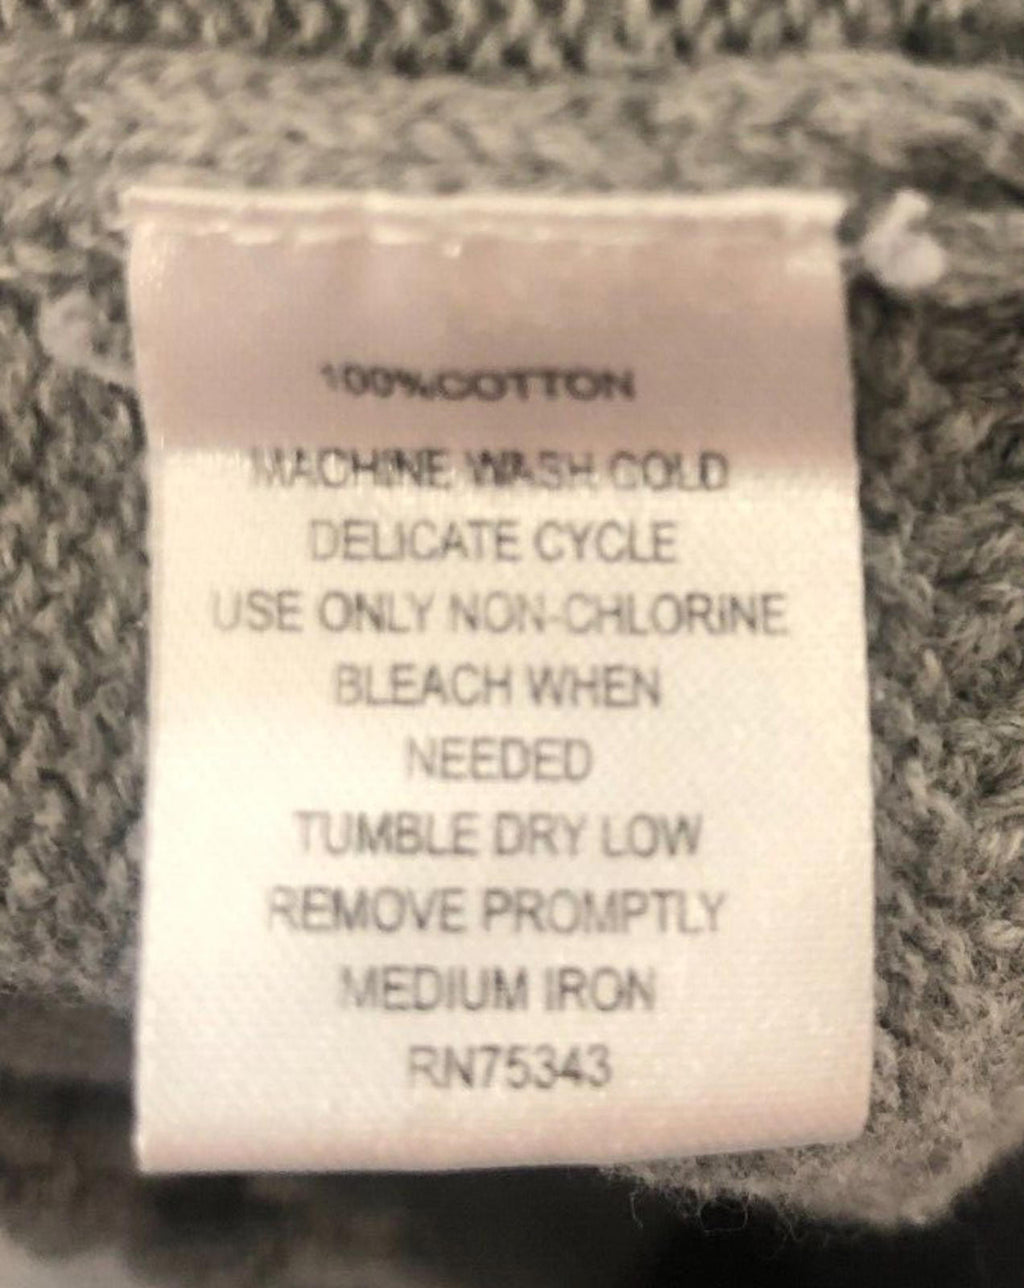 100%COTTON
MACHINE WASH COLD
DELICATE CYCLE
USE ONLY NON-CHLORINE
BLEACH WHEN
NEEDED
TUMBLE DRY LOW
REMOVE PROMPTLY
MEDIUM IRON
RN75343